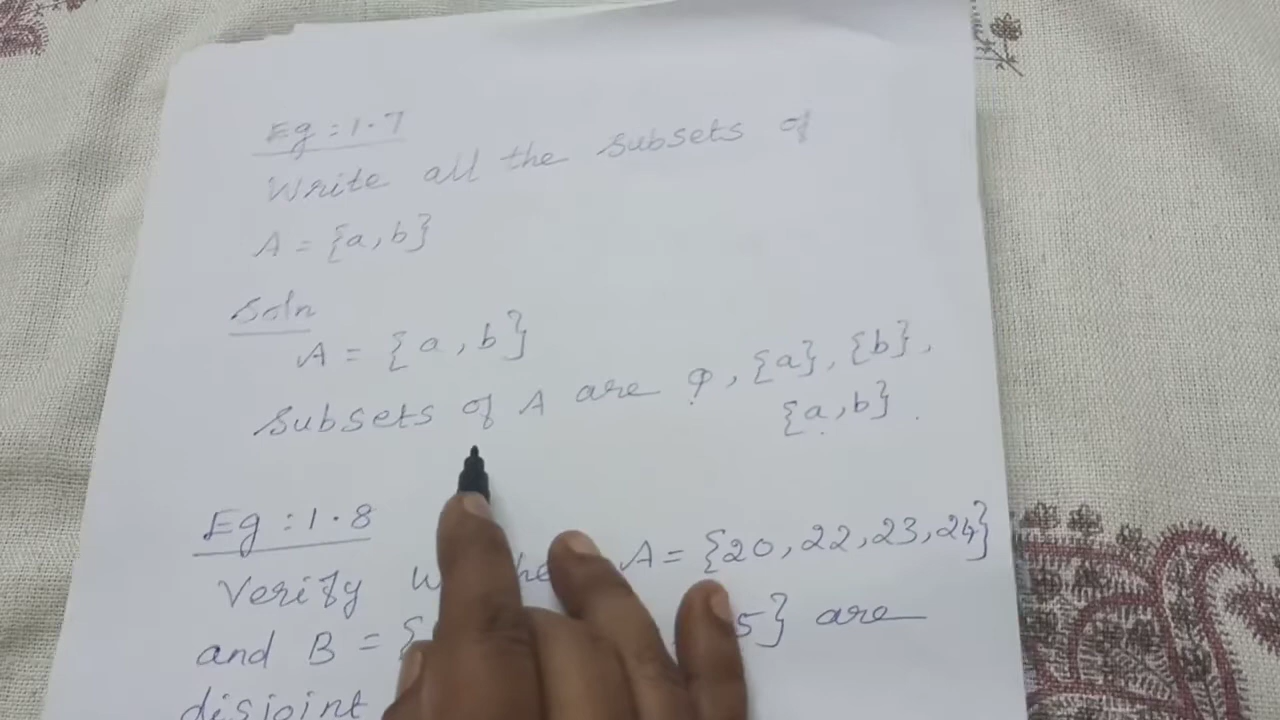 Eg : 1.7
Write all the subsets of
A = {a, b}
Soln
A = {a, b}
Subsets of A are φ, {a}, {b},
{a, b}.
Eg : 1.8
Verify A = {20, 22, 23, 24}
and B = { 5} are
disjoint